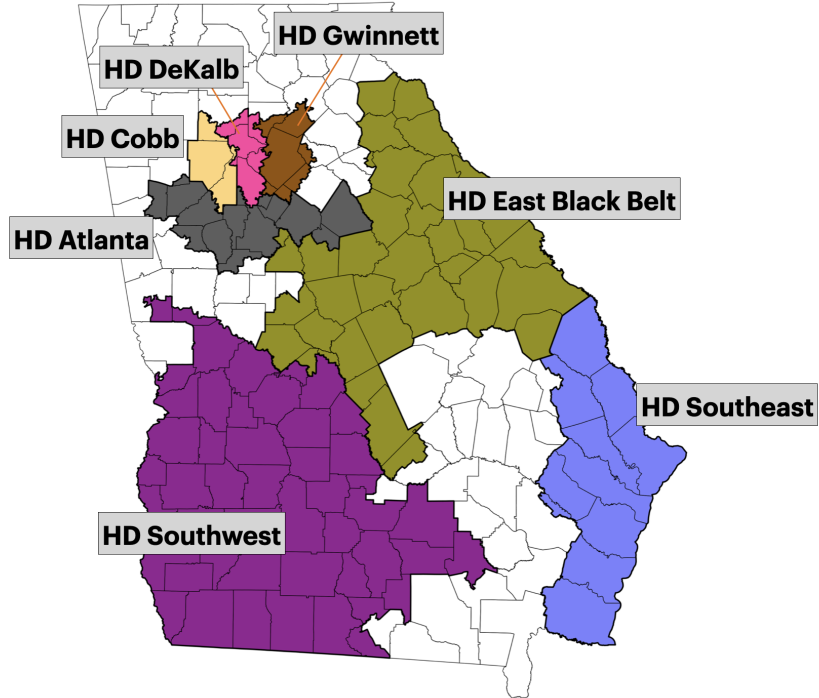 HD Gwinnett
HD DeKalb
HD Cobb
HD East Black Belt
HD Atlanta
HD Southeast
HD Southwest